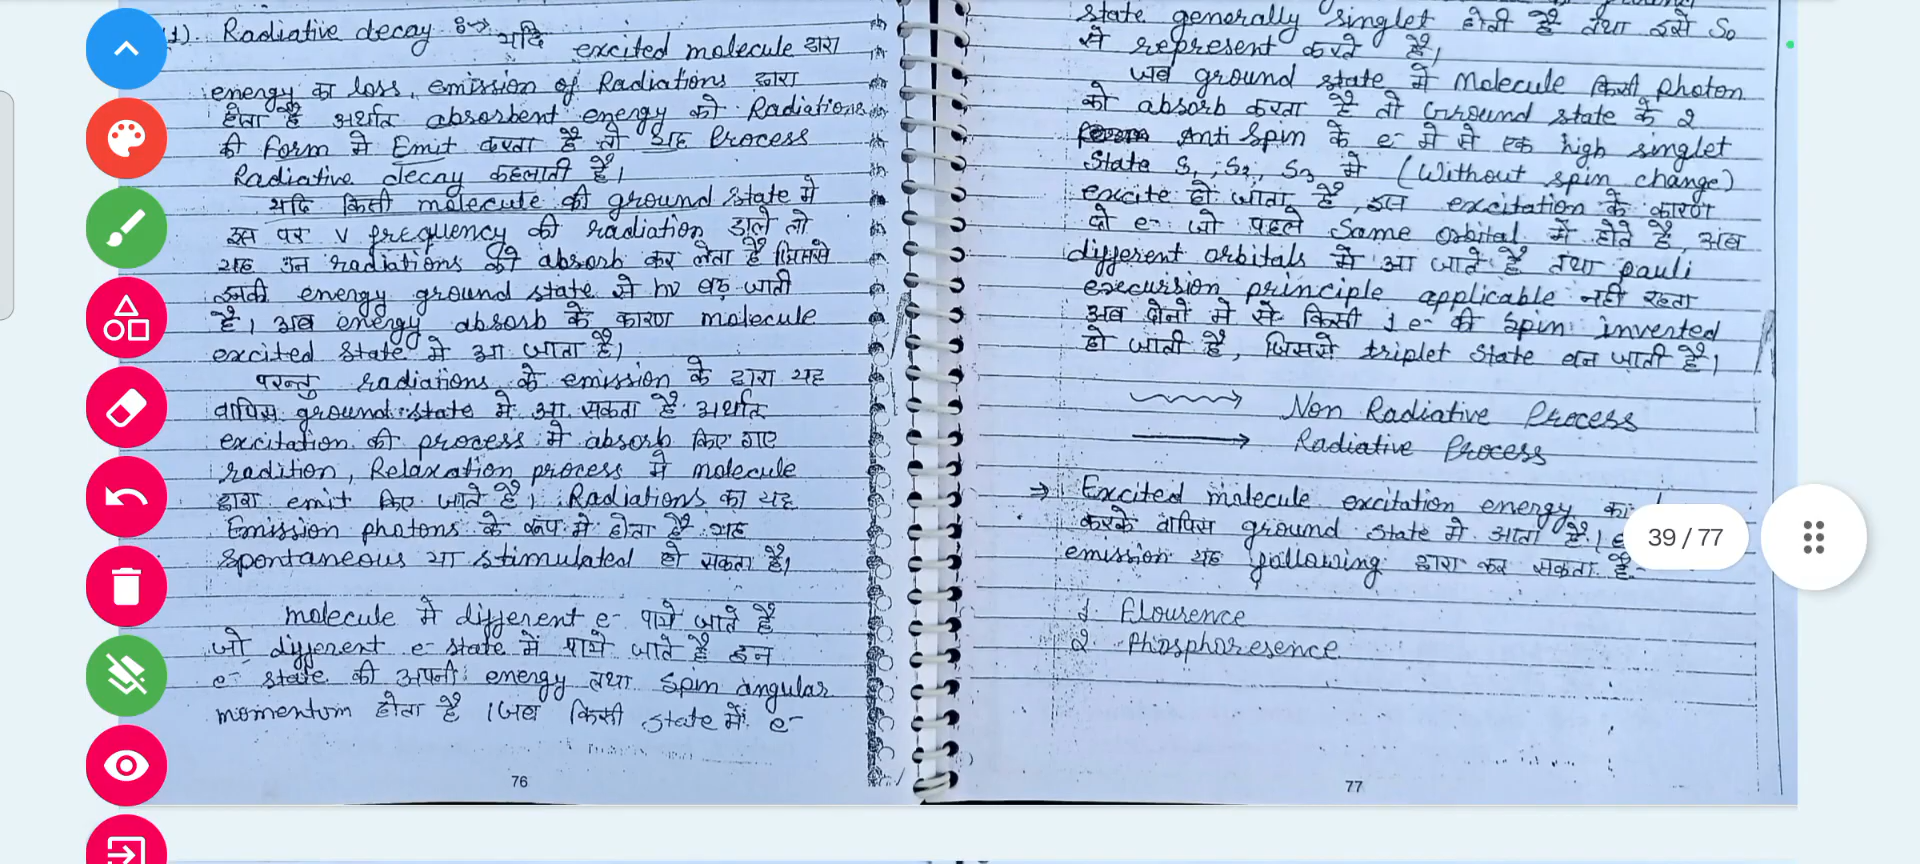 1). Radiative decay यदि
excited molecule द्वारा
energy का loss, emission of Radiations द्वारा
होता है अर्थात absorbent energy को Radiations
की form में Emit करता है तो यह Process
Radiative decay कहलाती है।
यदि किसी molecule की ground state में
इस पर ν frequency की radiation डाले तो
यह उन radiations को absorb कर लेता है जिससे
इसकी energy ground state से hν बढ़ जाती
है। अब energy absorb के कारण molecule
excited state में आ जाता है।
परन्तु radiations के emission के द्वारा यह
वापिस ground state में आ सकता है अर्थात
excitation की process में absorb किए गए
radition, Relaxation process में molecule
द्वारा emit किए जाते है। Radiations का यह
Emission photons के रूप में होता है यह
spontaneous या stimulated हो सकता है।
molecule में different e- पाये जाते है
जो different e- state में पाये जाते है इन
e- state की अपनी energy तथा spin angular
momentum होता है। जब किसी state में e-
76
state generally singlet होती है तथा इसे S₀
से represent करते है।
जब ground state में Molecule किसी photon
को absorb करता है तो Ground state के 2
Anti spin के e- में से एक high singlet
state S₁, S₂, S₃ में (Without spin change)
excite हो जाता है, इस excitation के कारण
दो e- जो पहले same orbital में होते है, अब
different orbitals में आ जाते है तथा pauli
execursion principle applicable नहीं रहता
अब दोनों में से किसी 1 e- की spin inverted
हो जाती है, जिससे triplet state बन जाती है।
Non Radiative Process
Radiative Process
⇒ Excited molecule excitation energy का
करके वापिस ground state में आता है।
emission यह following द्वारा कर सकता है-
39 / 77
1. Flourence
2. Phosphoresence
77